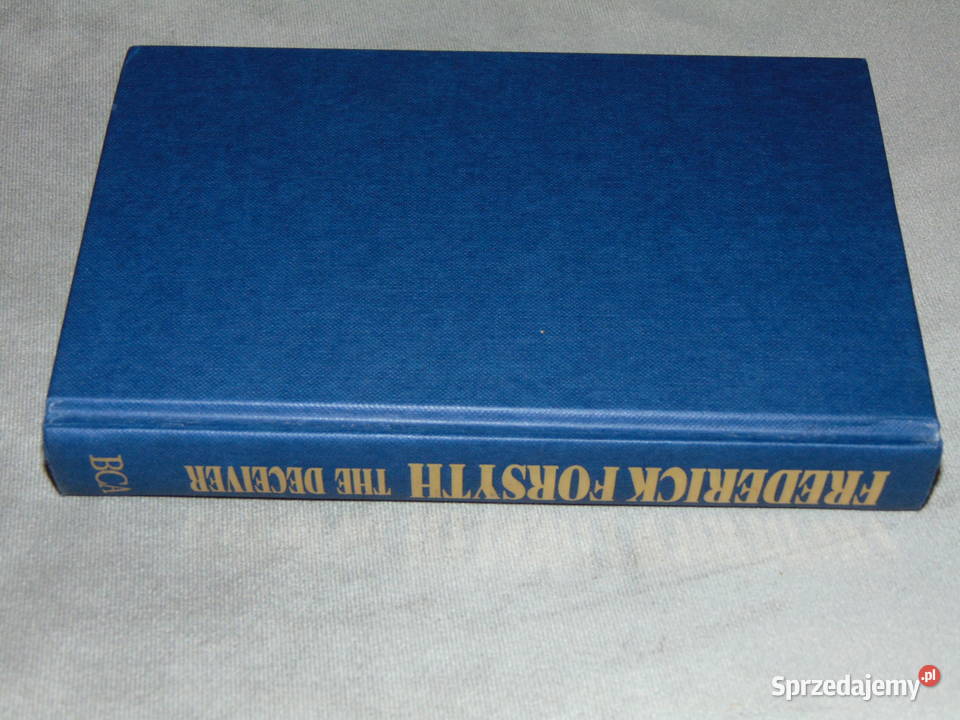 FREDERICK FORSYTH THE DECEIVER
BCA
Sprzedajemy.pl